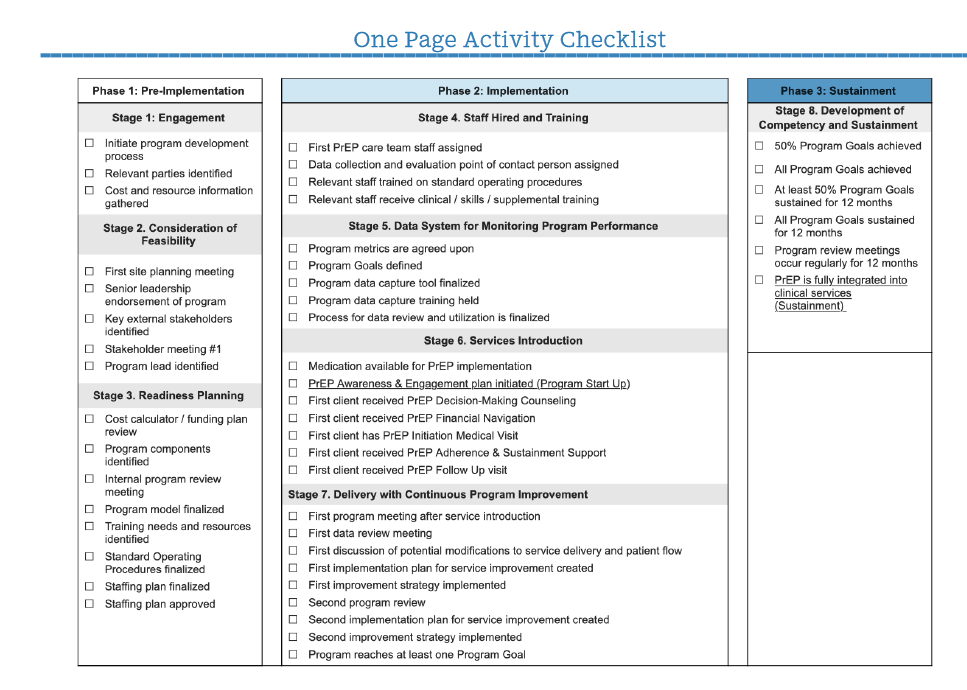 One Page Activity Checklist
Phase 1: Pre-Implementation
Stage 1: Engagement
☐ Initiate program development
process
☐ Relevant parties identified
☐ Cost and resource information
gathered
Stage 2. Consideration of
Feasibility
☐ First site planning meeting
☐ Senior leadership
endorsement of program
☐ Key external stakeholders
identified
☐ Stakeholder meeting #1
☐ Program lead identified
Stage 3. Readiness Planning
☐ Cost calculator / funding plan
review
☐ Program components
identified
☐ Internal program review
meeting
☐ Program model finalized
☐ Training needs and resources
identified
☐ Standard Operating
Procedures finalized
☐ Staffing plan finalized
☐ Staffing plan approved
Phase 2: Implementation
Stage 4. Staff Hired and Training
☐ First PrEP care team staff assigned
☐ Data collection and evaluation point of contact person assigned
☐ Relevant staff trained on standard operating procedures
☐ Relevant staff receive clinical / skills / supplemental training
Stage 5. Data System for Monitoring Program Performance
☐ Program metrics are agreed upon
☐ Program Goals defined
☐ Program data capture tool finalized
☐ Program data capture training held
☐ Process for data review and utilization is finalized
Stage 6. Services Introduction
☐ Medication available for PrEP implementation
☐ PrEP Awareness & Engagement plan initiated (Program Start Up)
☐ First client received PrEP Decision-Making Counseling
☐ First client received PrEP Financial Navigation
☐ First client has PrEP Initiation Medical Visit
☐ First client received PrEP Adherence & Sustainment Support
☐ First client received PrEP Follow Up visit
Stage 7. Delivery with Continuous Program Improvement
☐ First program meeting after service introduction
☐ First data review meeting
☐ First discussion of potential modifications to service delivery and patient flow
☐ First implementation plan for service improvement created
☐ First improvement strategy implemented
☐ Second program review
☐ Second implementation plan for service improvement created
☐ Second improvement strategy implemented
☐ Program reaches at least one Program Goal
Phase 3: Sustainment
Stage 8. Development of
Competency and Sustainment
☐ 50% Program Goals achieved
☐ All Program Goals achieved
☐ At least 50% Program Goals
sustained for 12 months
☐ All Program Goals sustained
for 12 months
☐ Program review meetings
occur regularly for 12 months
☐ PrEP is fully integrated into
clinical services
(Sustainment)